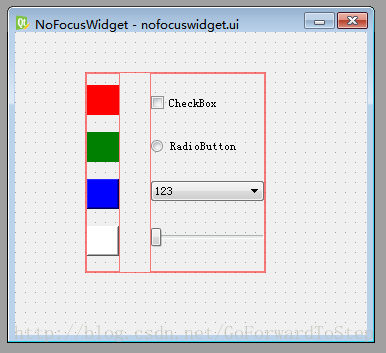 NoFocusWidget - nofocuswidget.ui
CheckBox
RadioButton
123
http://blog.csdn.net/GoForwardToStep